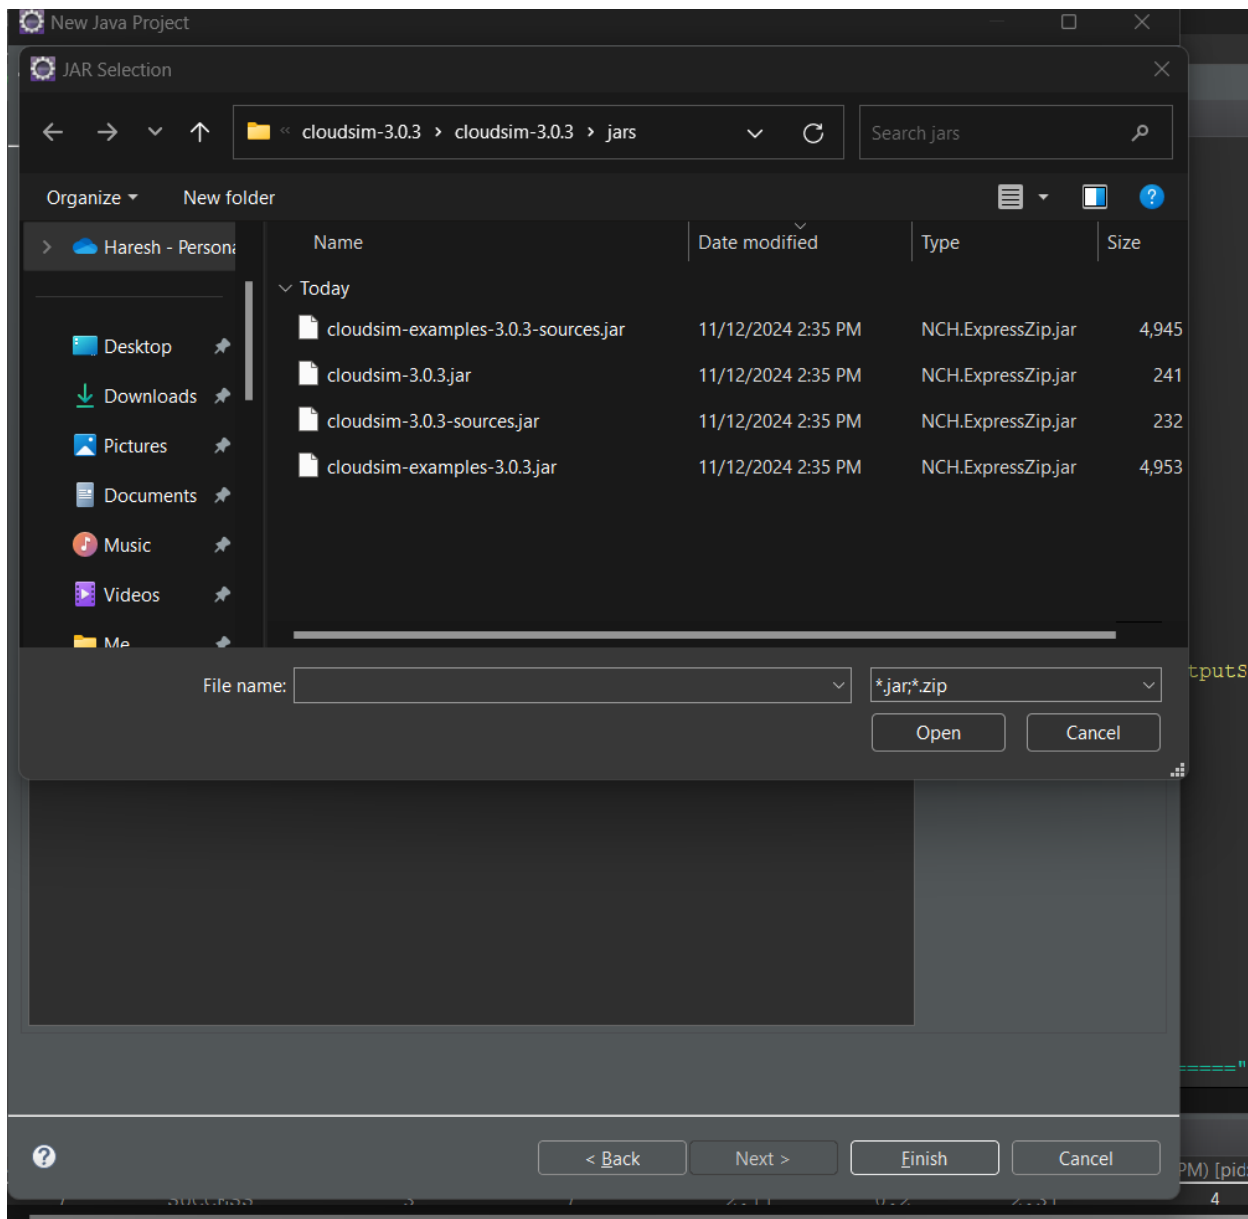 New Java Project
JAR Selection
« cloudsim-3.0.3 > cloudsim-3.0.3 > jars
Search jars
Organize
New folder
?
Haresh - Person
Name
Date modified
Type
Size
Today
cloudsim-examples-3.0.3-sources.jar 11/12/2024 2:35 PM NCH.ExpressZip.jar 4,945
cloudsim-3.0.3.jar 11/12/2024 2:35 PM NCH.ExpressZip.jar 241
cloudsim-3.0.3-sources.jar 11/12/2024 2:35 PM NCH.ExpressZip.jar 232
cloudsim-examples-3.0.3.jar 11/12/2024 2:35 PM NCH.ExpressZip.jar 4,953
Desktop
Downloads
Pictures
Documents
Music
Videos
Me
tputS
File name:
*.jar;*.zip
Open
Cancel
====="
?
< Back
Next >
Finish
Cancel
PM) [pid:
4